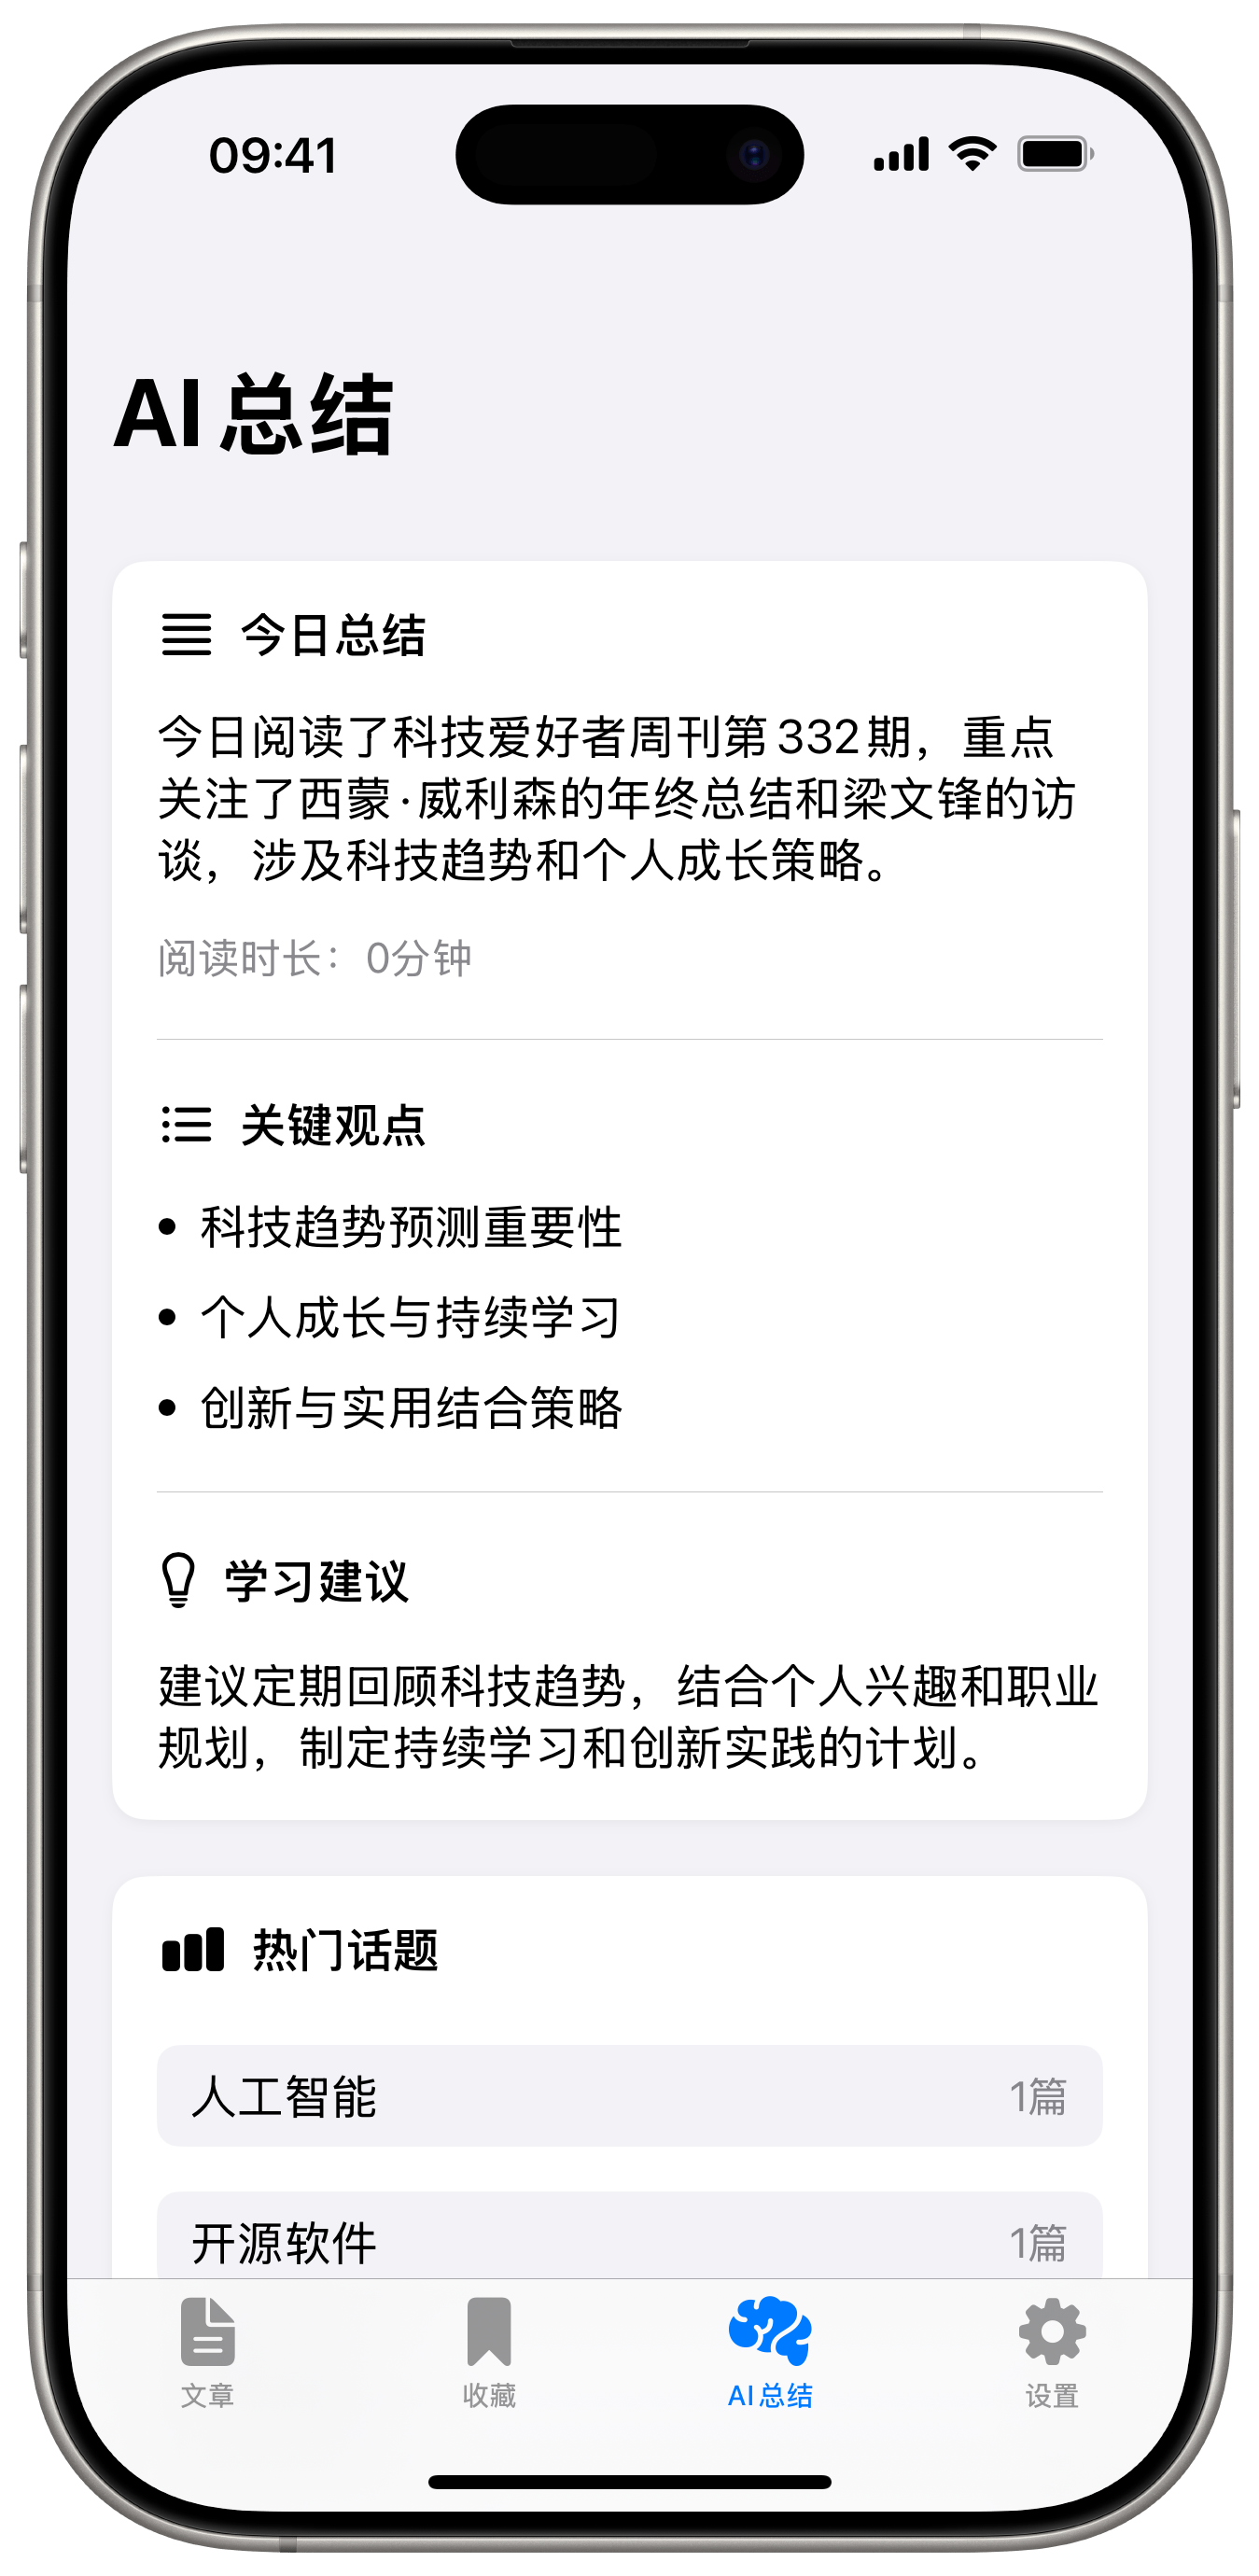 09:41
AI 总结
今日总结
今日阅读了科技爱好者周刊第 332 期，重点
关注了西蒙·威利森的年终总结和梁文锋的访
谈，涉及科技趋势和个人成长策略。
阅读时长：0分钟
关键观点
• 科技趋势预测重要性
• 个人成长与持续学习
• 创新与实用结合策略
学习建议
建议定期回顾科技趋势，结合个人兴趣和职业
规划，制定持续学习和创新实践的计划。
热门话题
人工智能 1篇
开源软件 1篇
文章 收藏 AI 总结 设置